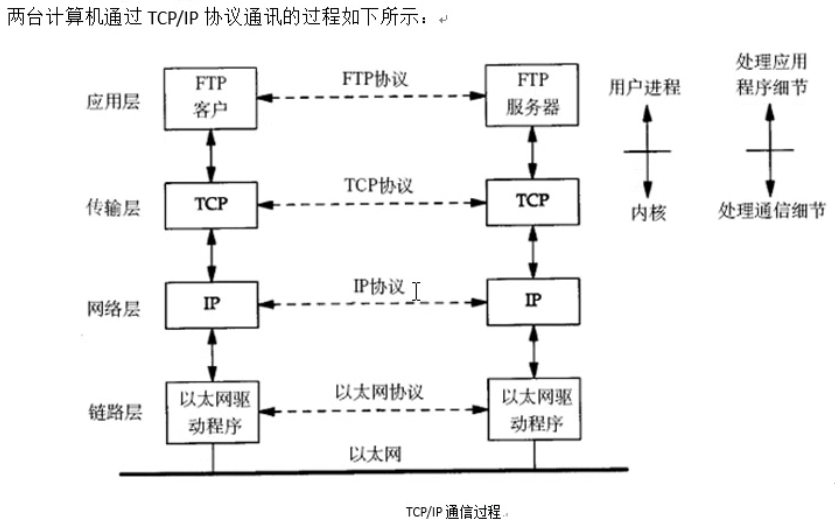 两台计算机通过 TCP/IP 协议通讯的过程如下所示：
应用层
FTP
客户
FTP协议
FTP
服务器
用户进程
处理应用
程序细节
传输层
TCP
TCP协议
TCP
内核
处理通信细节
网络层
IP
IP协议
IP
链路层
以太网驱
动程序
以太网协议
以太网驱
动程序
以太网
TCP/IP 通信过程